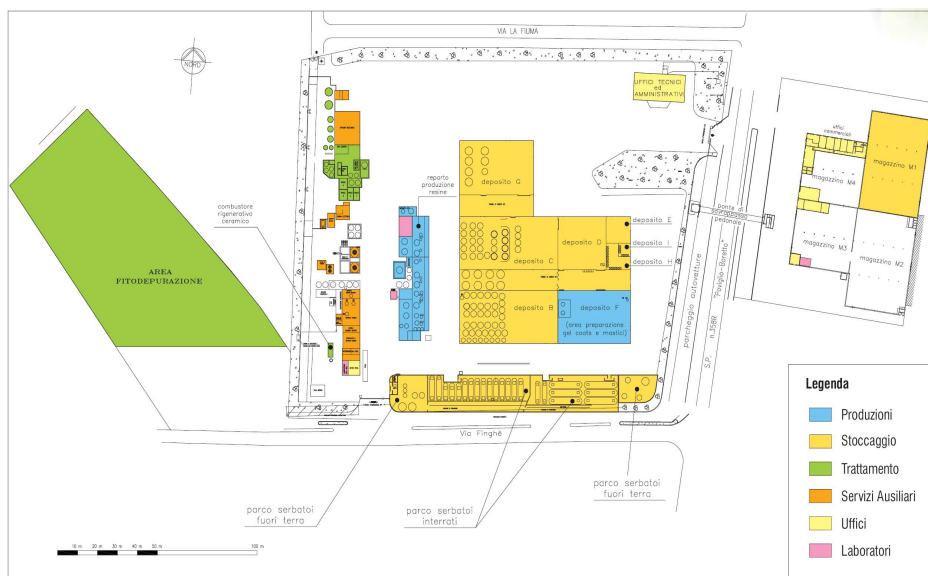 VIA LA FIUMA
NORD
UFFICI TECNICI
ed
AMMINISTRATIVI
uffici
commerciali
magazzino M1
magazzino M4
magazzino M3
magazzino M2
reparto
produzione
resine
deposito G
combustore
rigenerativo
ceramico
deposito E
deposito I
deposito H
deposito D
deposito C
ponte di
sovrappasso
pedonale
AREA
FITODEPURAZIONE
deposito B
deposito F
(area preparazione
gel coats e mastici)
parcheggio autovetture
S.P. n.358R "Poviglio-Boretto"
Via Finghè
parco serbatoi
fuori terra
parco serbatoi
interrati
parco serbatoi
fuori terra
10 m 20 m 30 m 40 m 50 m 100 m
Legenda
Produzioni
Stoccaggio
Trattamento
Servizi Ausiliari
Uffici
Laboratori